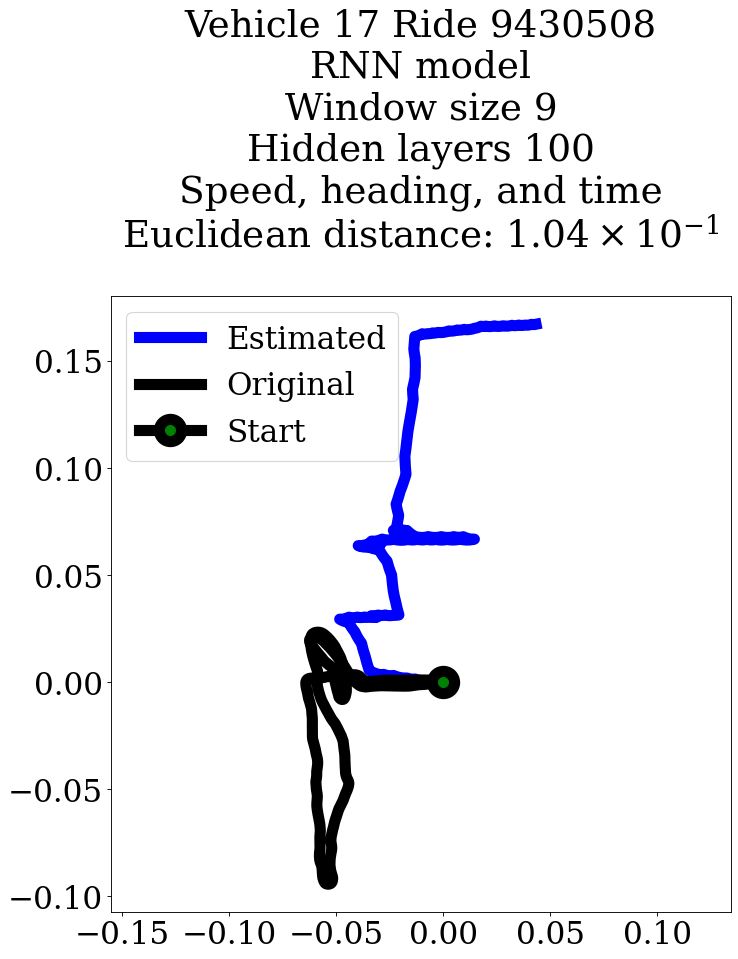 Vehicle 17 Ride 9430508
RNN model
Window size 9
Hidden layers 100
Speed, heading, and time
Euclidean distance: 1.04 × 10⁻¹
Estimated
Original
Start
0.15
0.10
0.05
0.00
−0.05
−0.10
−0.15 −0.10 −0.05 0.00 0.05 0.10